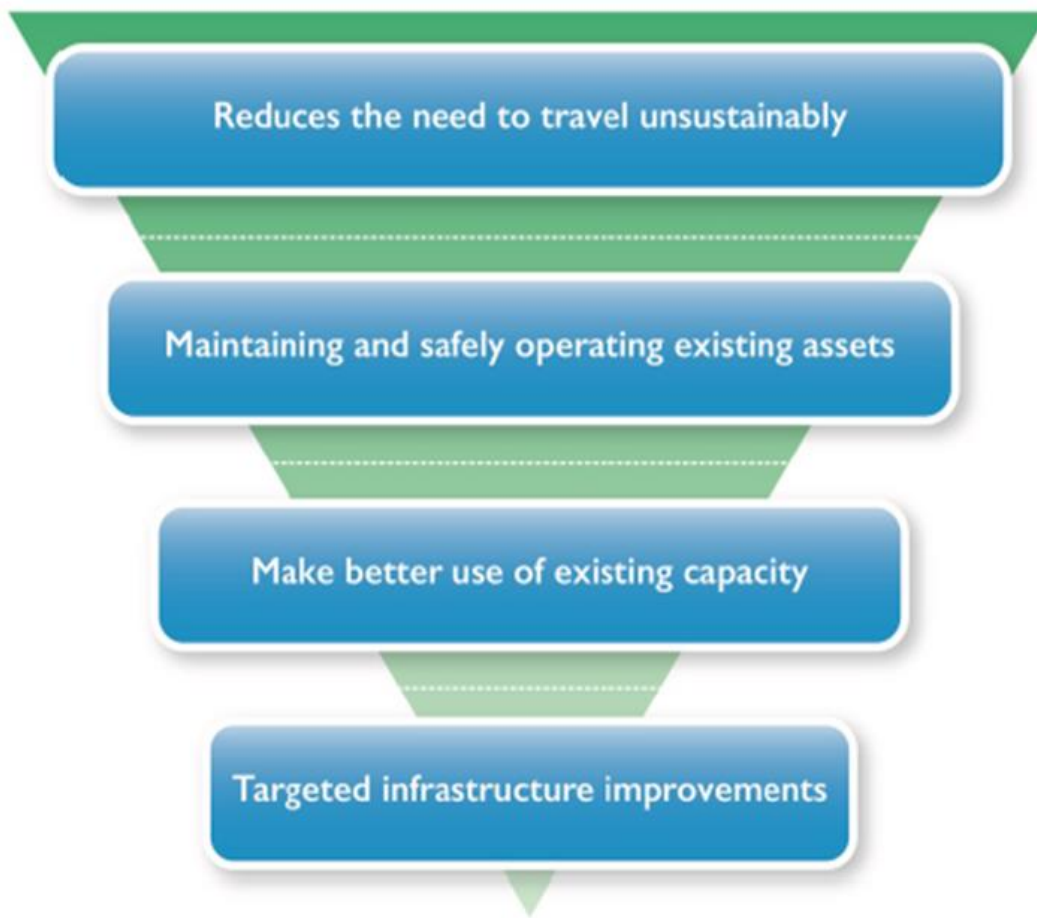 Reduces the need to travel unsustainably
Maintaining and safely operating existing assets
Make better use of existing capacity
Targeted infrastructure improvements